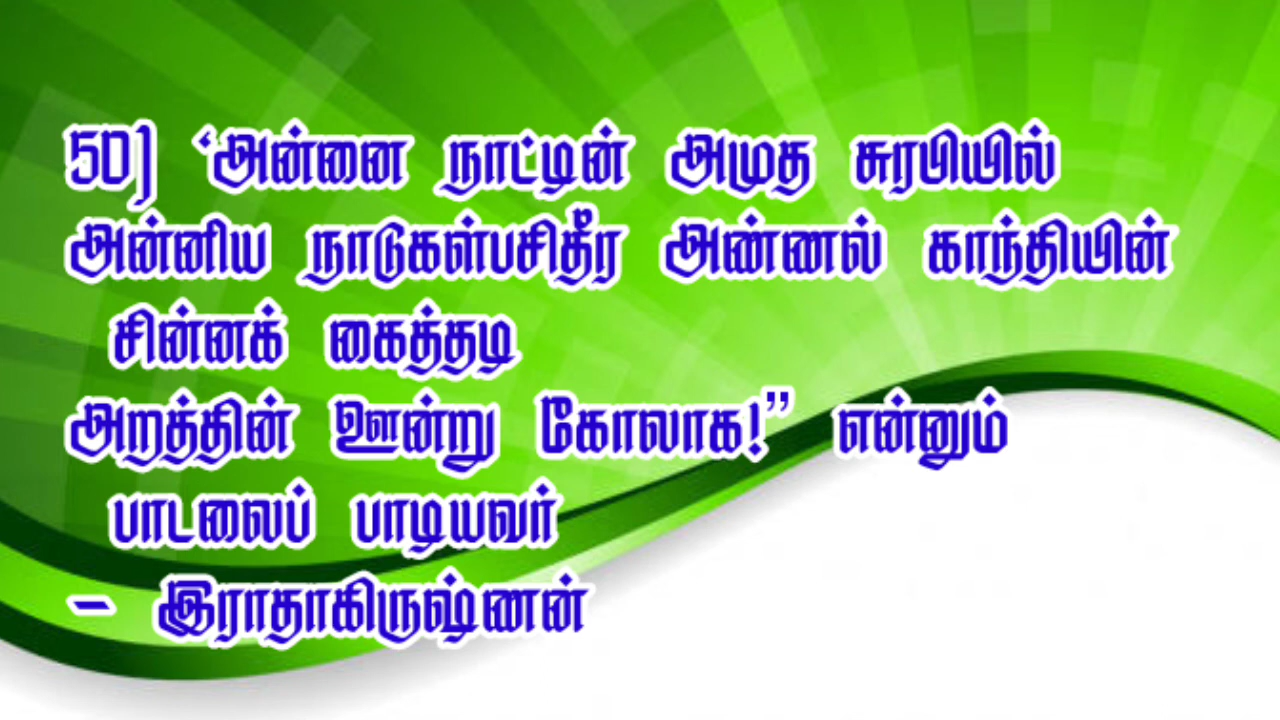 50) ‘அன்னை நாட்டின் அமுத சுரபியில்
அன்னிய நாடுகள்பசிதீர அண்ணல் காந்தியின்
சின்னக் கைத்தடி
அறத்தின் ஊன்று கோலாக!” என்னும்
பாடலைப் பாடியவர்
– இராதாகிருஷ்ணன்